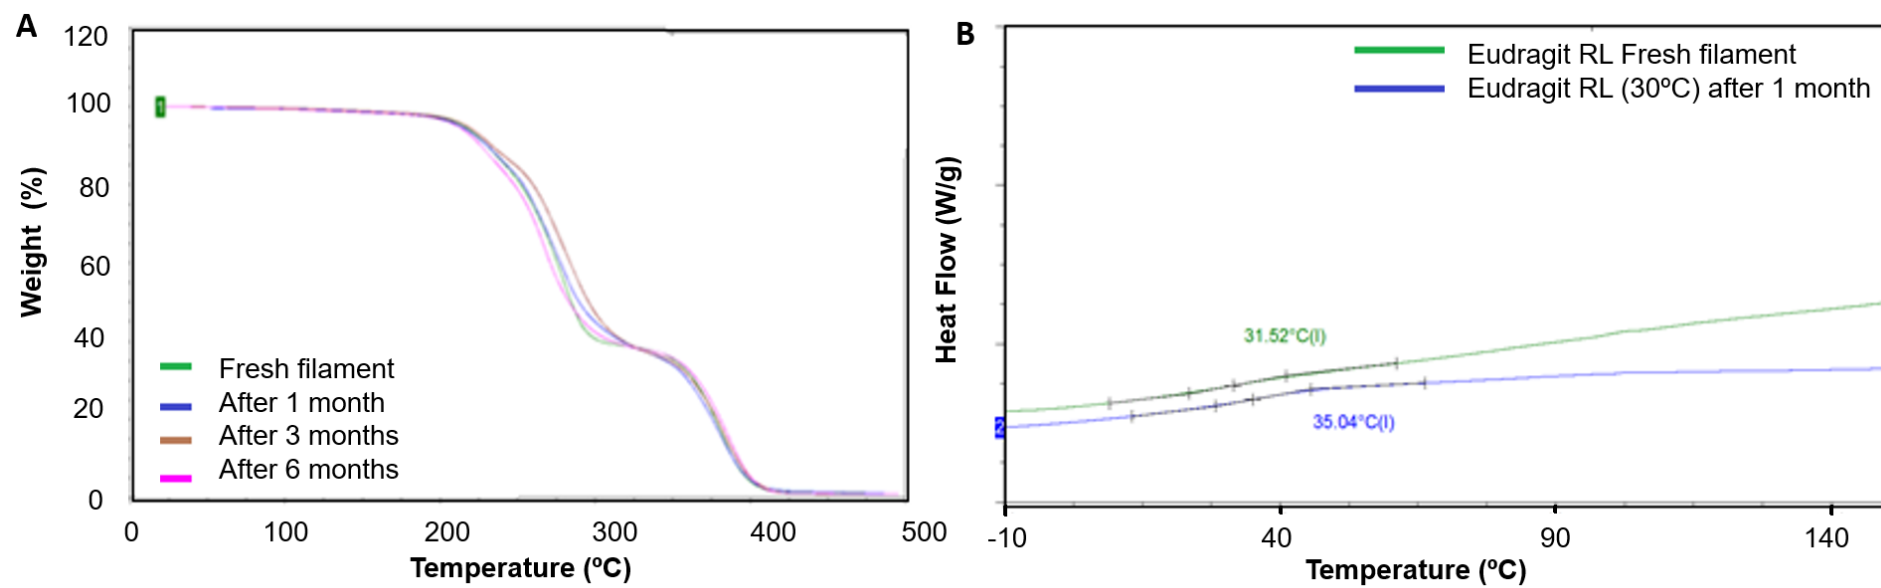 A
120
100
80
60
40
20
0
Weight (%)
1
Fresh filament
After 1 month
After 3 months
After 6 months
0 100 200 300 400 500
Temperature (ºC)
B
Eudragit RL Fresh filament
Eudragit RL (30ºC) after 1 month
Heat Flow (W/g)
31.52°C(I)
35.04°C(I)
2
-10 40 90 140
Temperature (ºC)